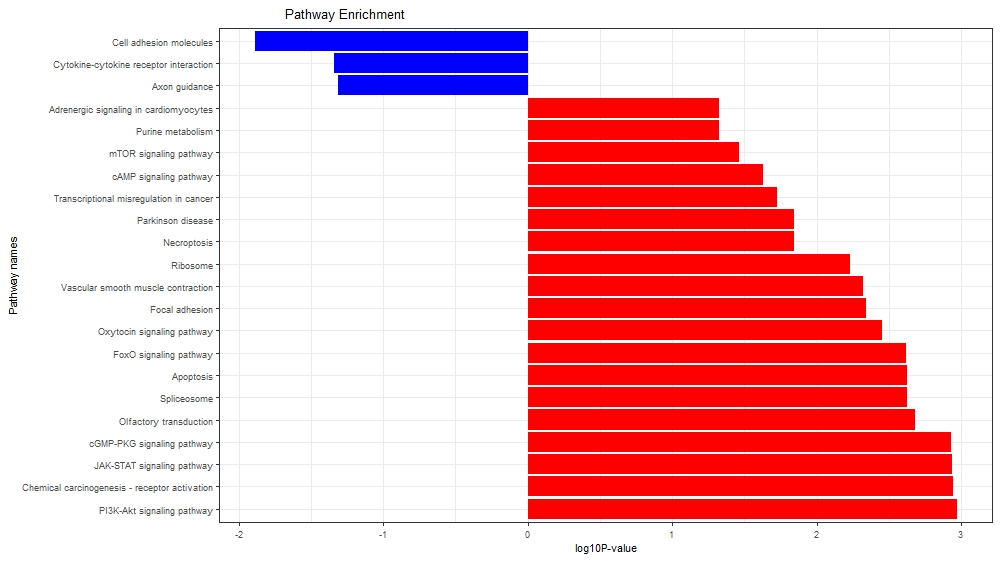 Pathway Enrichment
Cell adhesion molecules
Cytokine-cytokine receptor interaction
Axon guidance
Adrenergic signaling in cardiomyocytes
Purine metabolism
mTOR signaling pathway
cAMP signaling pathway
Transcriptional misregulation in cancer
Parkinson disease
Necroptosis
Ribosome
Vascular smooth muscle contraction
Focal adhesion
Oxytocin signaling pathway
FoxO signaling pathway
Apoptosis
Spliceosome
Olfactory transduction
cGMP-PKG signaling pathway
JAK-STAT signaling pathway
Chemical carcinogenesis - receptor activation
PI3K-Akt signaling pathway
Pathway names
-2 -1 0 1 2 3
log10P-value